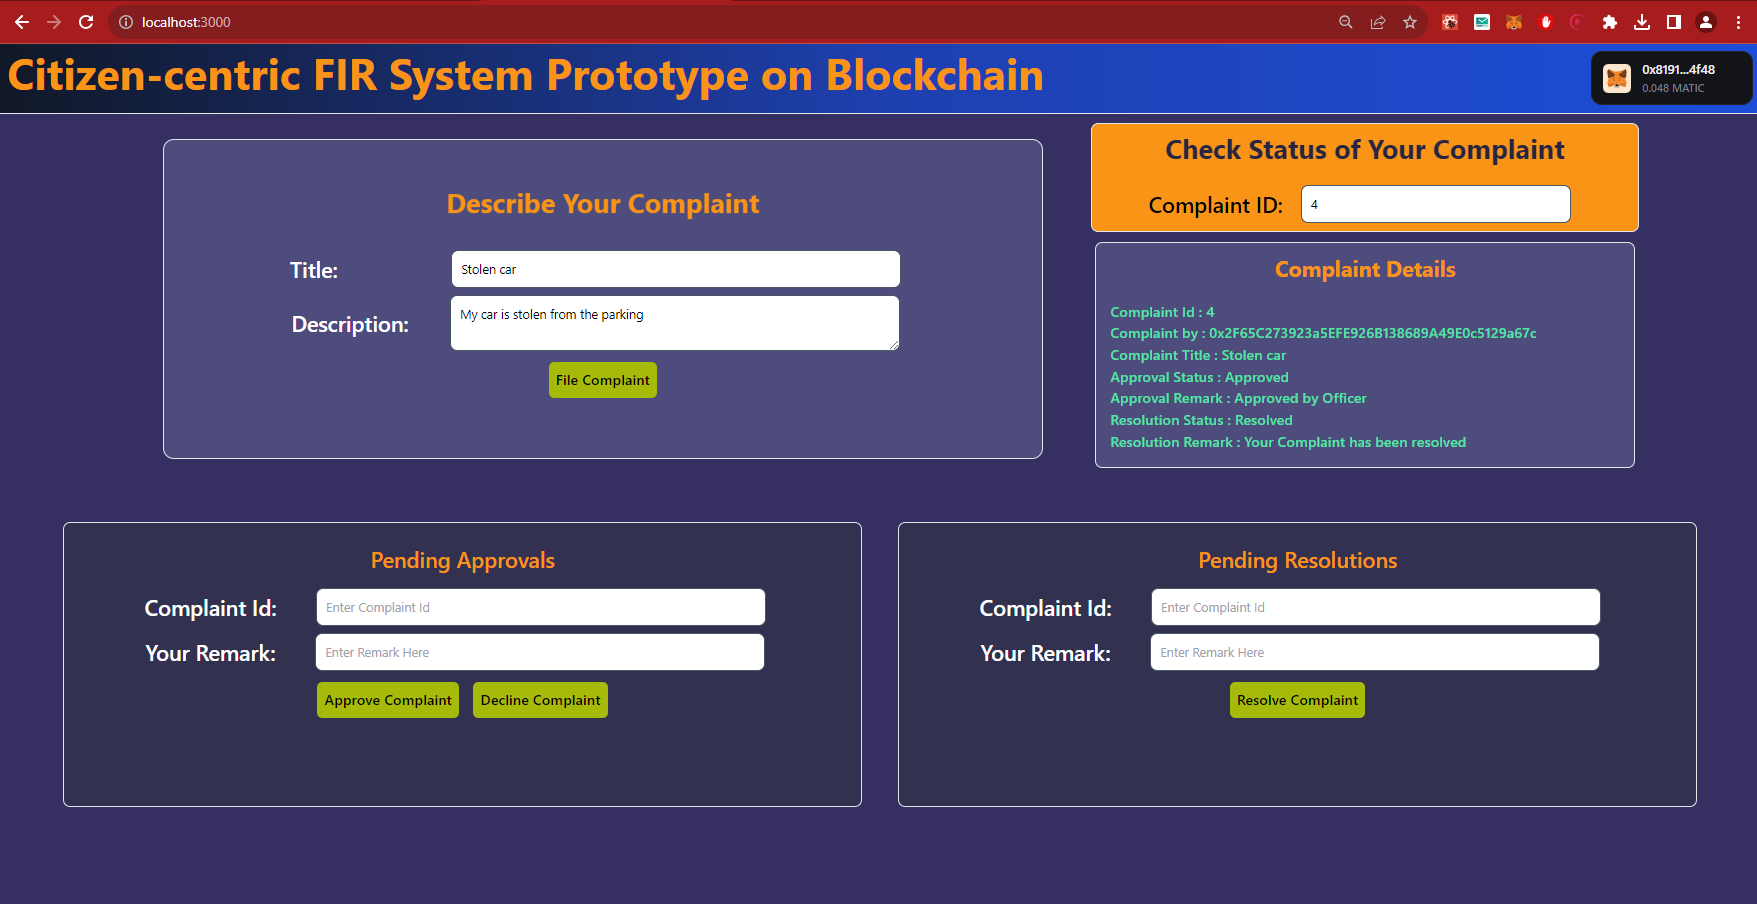 localhost:3000
Citizen-centric FIR System Prototype on Blockchain
0x8191...4f48
0.048 MATIC
Describe Your Complaint
Title:
Stolen car
Description:
My car is stolen from the parking
File Complaint
Check Status of Your Complaint
Complaint ID:
4
Complaint Details
Complaint Id : 4
Complaint by : 0x2F65C273923a5EFE926B138689A49E0c5129a67c
Complaint Title : Stolen car
Approval Status : Approved
Approval Remark : Approved by Officer
Resolution Status : Resolved
Resolution Remark : Your Complaint has been resolved
Pending Approvals
Complaint Id:
Enter Complaint Id
Your Remark:
Enter Remark Here
Approve Complaint
Decline Complaint
Pending Resolutions
Complaint Id:
Enter Complaint Id
Your Remark:
Enter Remark Here
Resolve Complaint